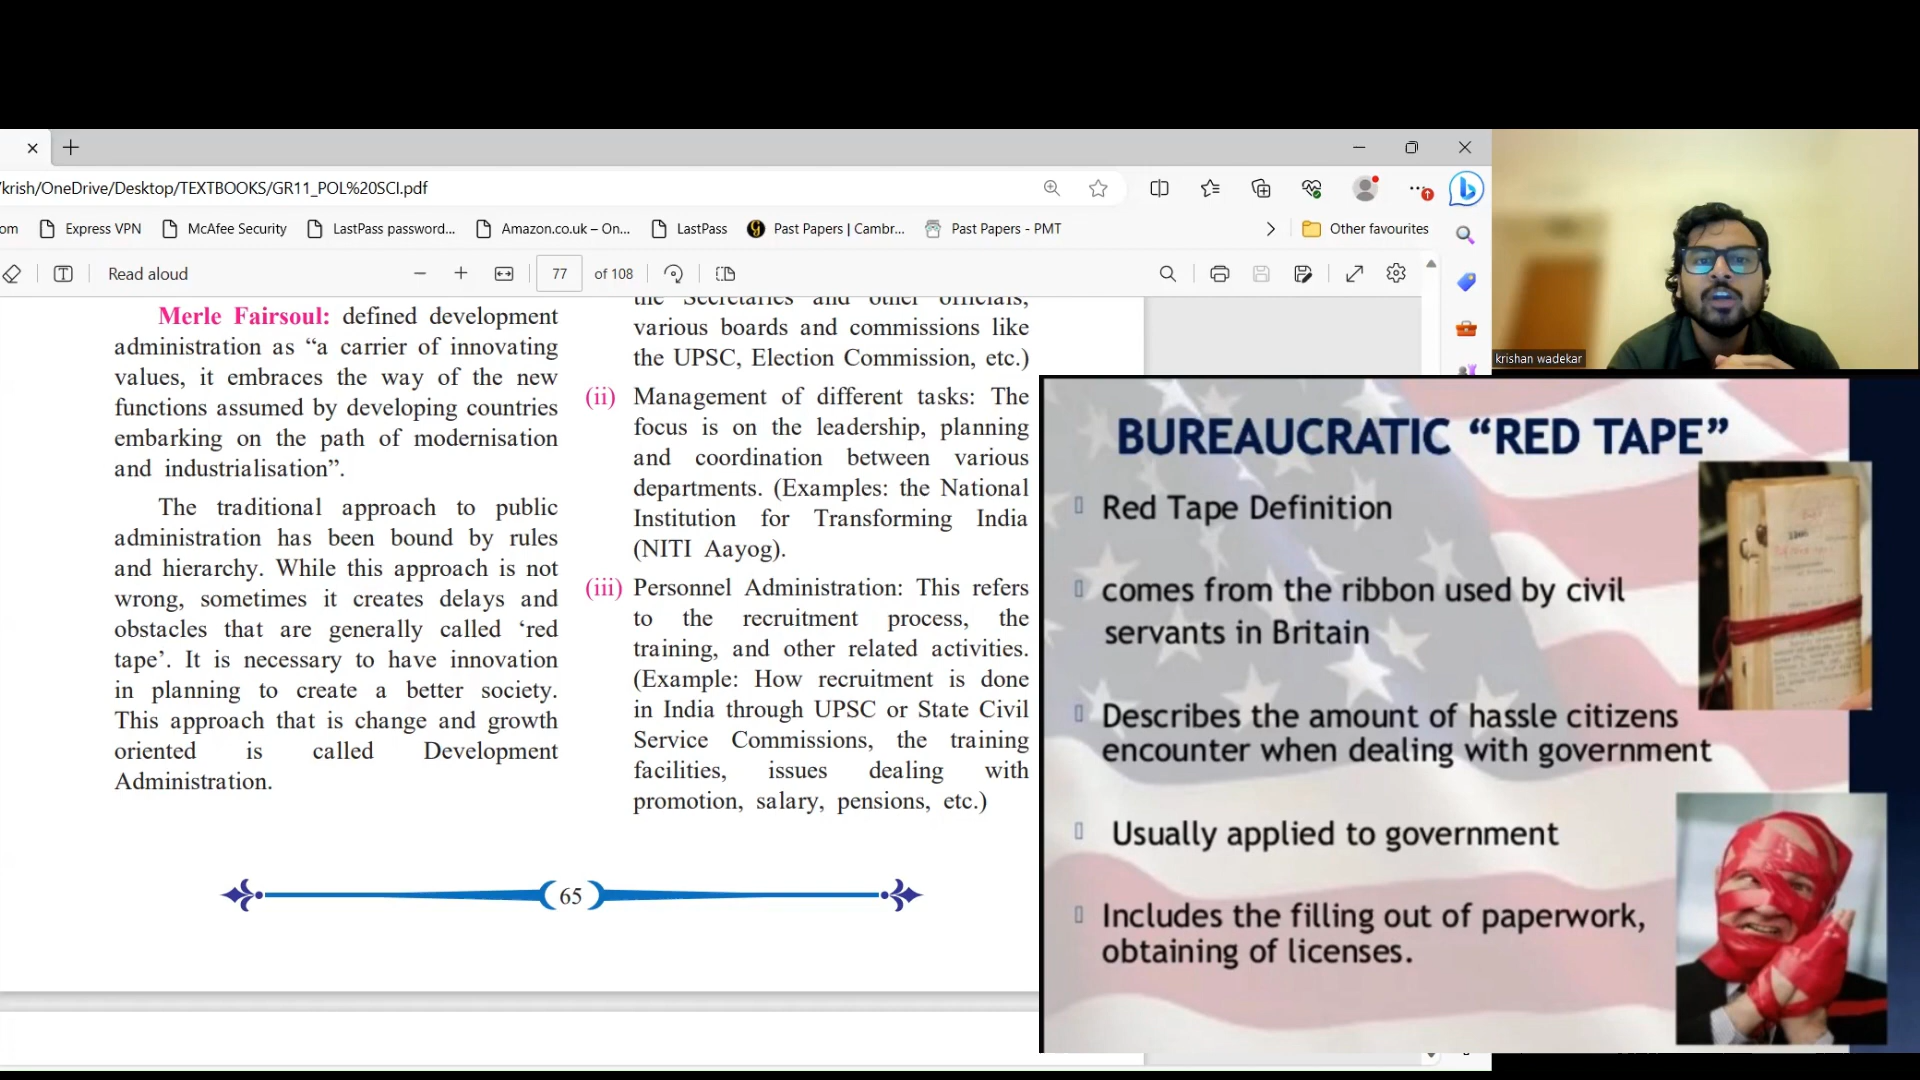 /krish/OneDrive/Desktop/TEXTBOOKS/GR11_POL%20SCI.pdf
om
Express VPN
McAfee Security
LastPass password...
Amazon.co.uk – On...
LastPass
Past Papers | Cambr...
Past Papers - PMT
Other favourites
Read aloud
77
of 108
Merle Fairsoul: defined development
administration as “a carrier of innovating
values, it embraces the way of the new
functions assumed by developing countries
embarking on the path of modernisation
and industrialisation”.
The traditional approach to public
administration has been bound by rules
and hierarchy. While this approach is not
wrong, sometimes it creates delays and
obstacles that are generally called ‘red
tape’. It is necessary to have innovation
in planning to create a better society.
This approach that is change and growth
oriented is called Development
Administration.
the Secretaries and other officials,
various boards and commissions like
the UPSC, Election Commission, etc.)
(ii) Management of different tasks: The
focus is on the leadership, planning
and coordination between various
departments. (Examples: the National
Institution for Transforming India
(NITI Aayog).
(iii) Personnel Administration: This refers
to the recruitment process, the
training, and other related activities.
(Example: How recruitment is done
in India through UPSC or State Civil
Service Commissions, the training
facilities, issues dealing with
promotion, salary, pensions, etc.)
65
krishan wadekar
BUREAUCRATIC “RED TAPE”
Red Tape Definition
comes from the ribbon used by civil
servants in Britain
Describes the amount of hassle citizens
encounter when dealing with government
Usually applied to government
Includes the filling out of paperwork,
obtaining of licenses.